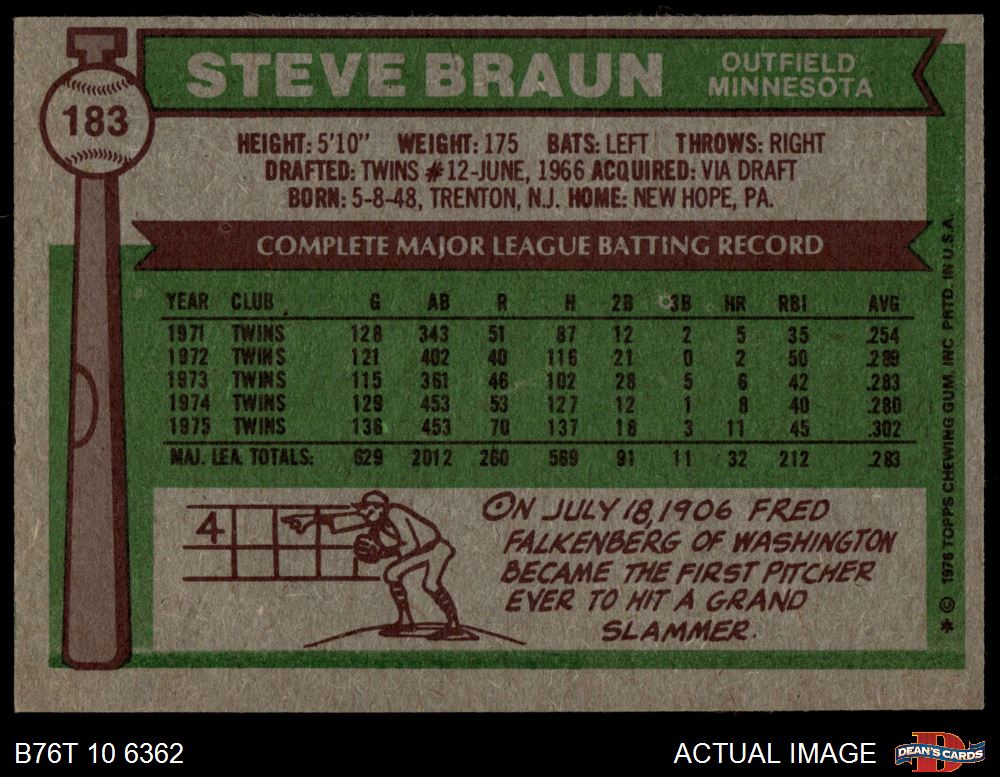 183
STEVE BRAUN
OUTFIELD
MINNESOTA
HEIGHT: 5'10" WEIGHT: 175 BATS: LEFT THROWS: RIGHT
DRAFTED: TWINS #12-JUNE, 1966 ACQUIRED: VIA DRAFT
BORN: 5-8-48, TRENTON, N.J. HOME: NEW HOPE, PA.
COMPLETE MAJOR LEAGUE BATTING RECORD
YEAR CLUB G AB R H 2B 3B HR RBI AVG
1971 TWINS 128 343 51 87 12 2 5 35 .254
1972 TWINS 121 402 40 116 21 0 2 50 .289
1973 TWINS 115 361 46 102 28 5 6 42 .283
1974 TWINS 129 453 53 127 12 1 8 40 .280
1975 TWINS 136 453 70 137 18 3 11 45 .302
MAJ. LEA. TOTALS: 629 2012 260 569 91 11 32 212 .283
4
ON JULY 18, 1906 FRED
FALKENBERG OF WASHINGTON
BECAME THE FIRST PITCHER
EVER TO HIT A GRAND
SLAMMER.
* © 1976 TOPPS CHEWING GUM, INC PRTD. IN U.S.A.
B76T 10 6362
ACTUAL IMAGE
D
DEAN'S CARDS